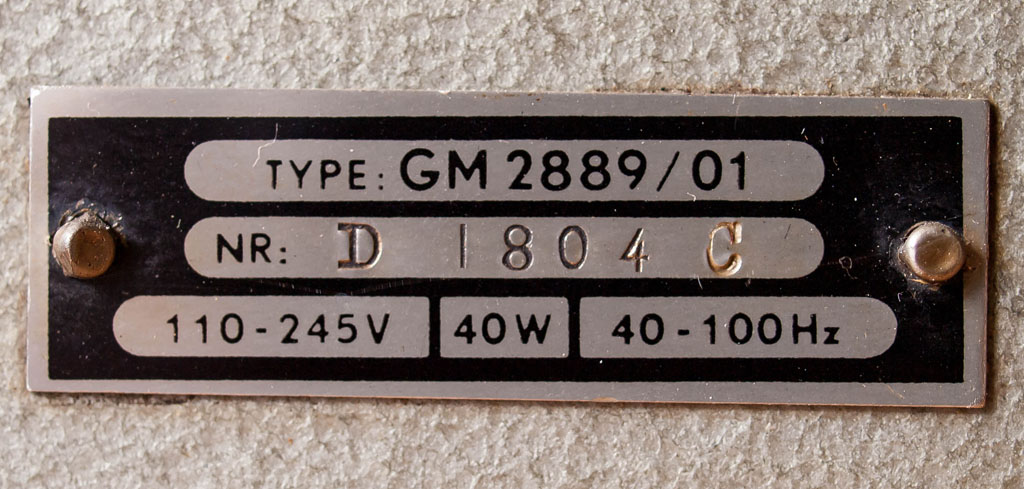 TYPE: GM 2889/01
NR: D 1804 C
110-245V 40W 40-100Hz